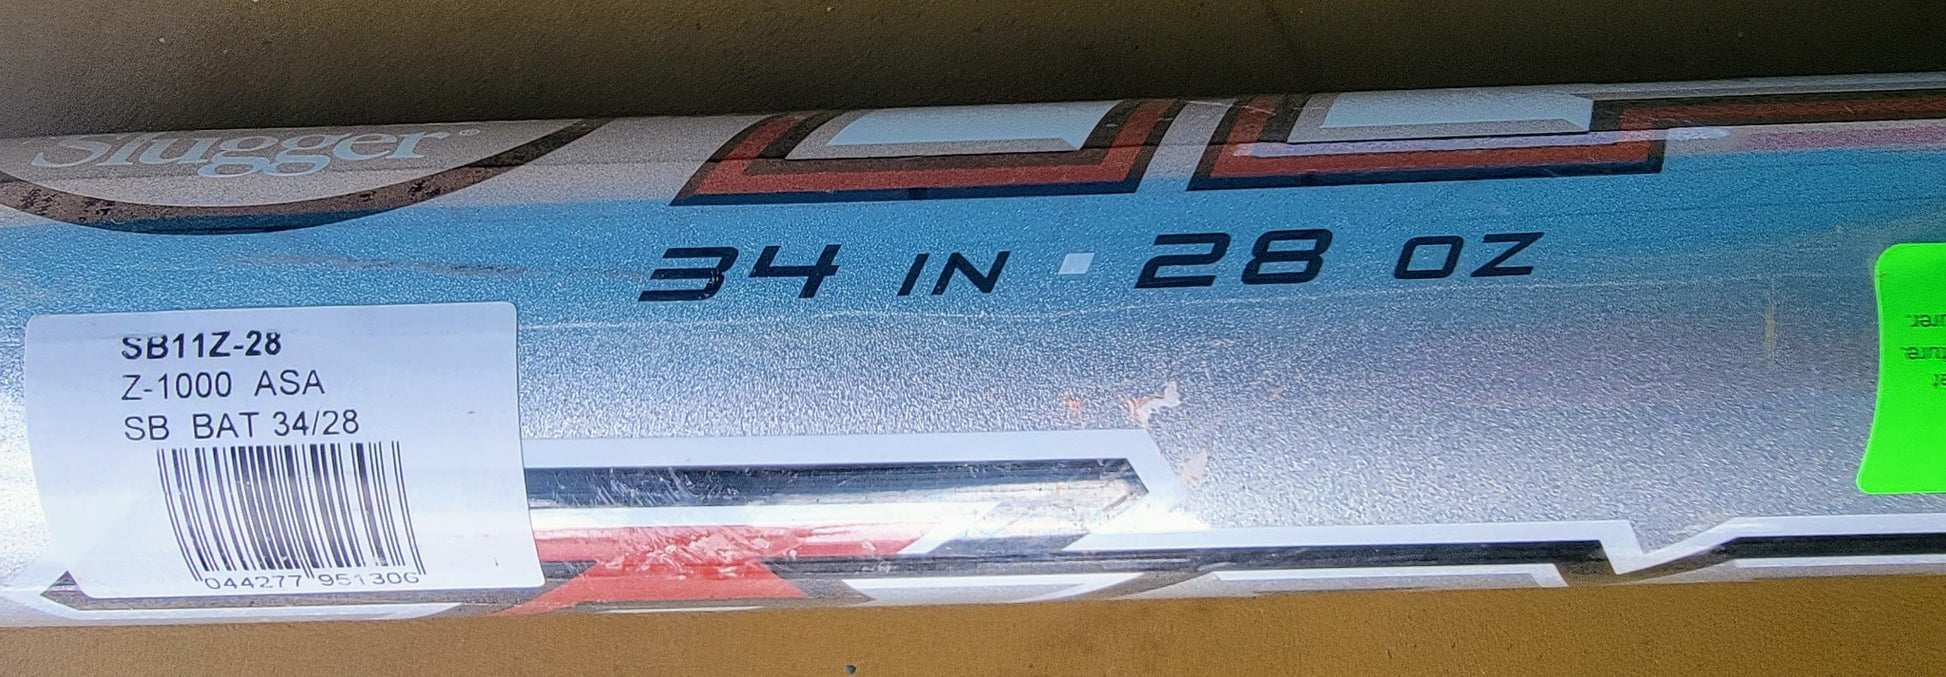 Slugger®
34 IN 28 OZ
SB11Z-28
Z-1000 ASA
SB BAT 34/28
044277 951306